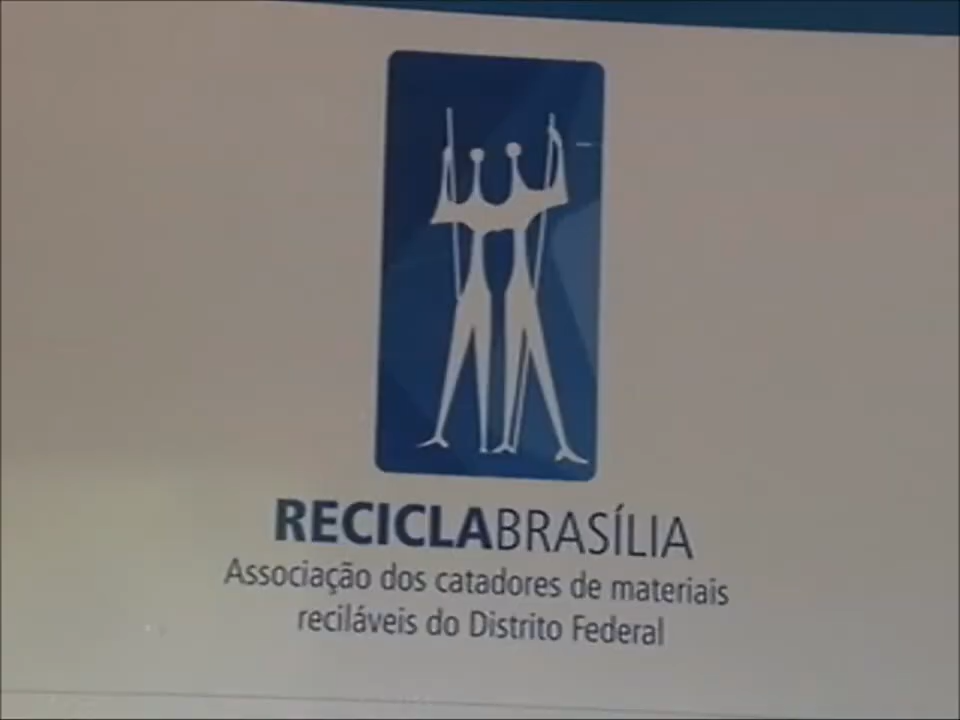 RECICLABRASÍLIA
Associação dos catadores de materiais
reciláveis do Distrito Federal